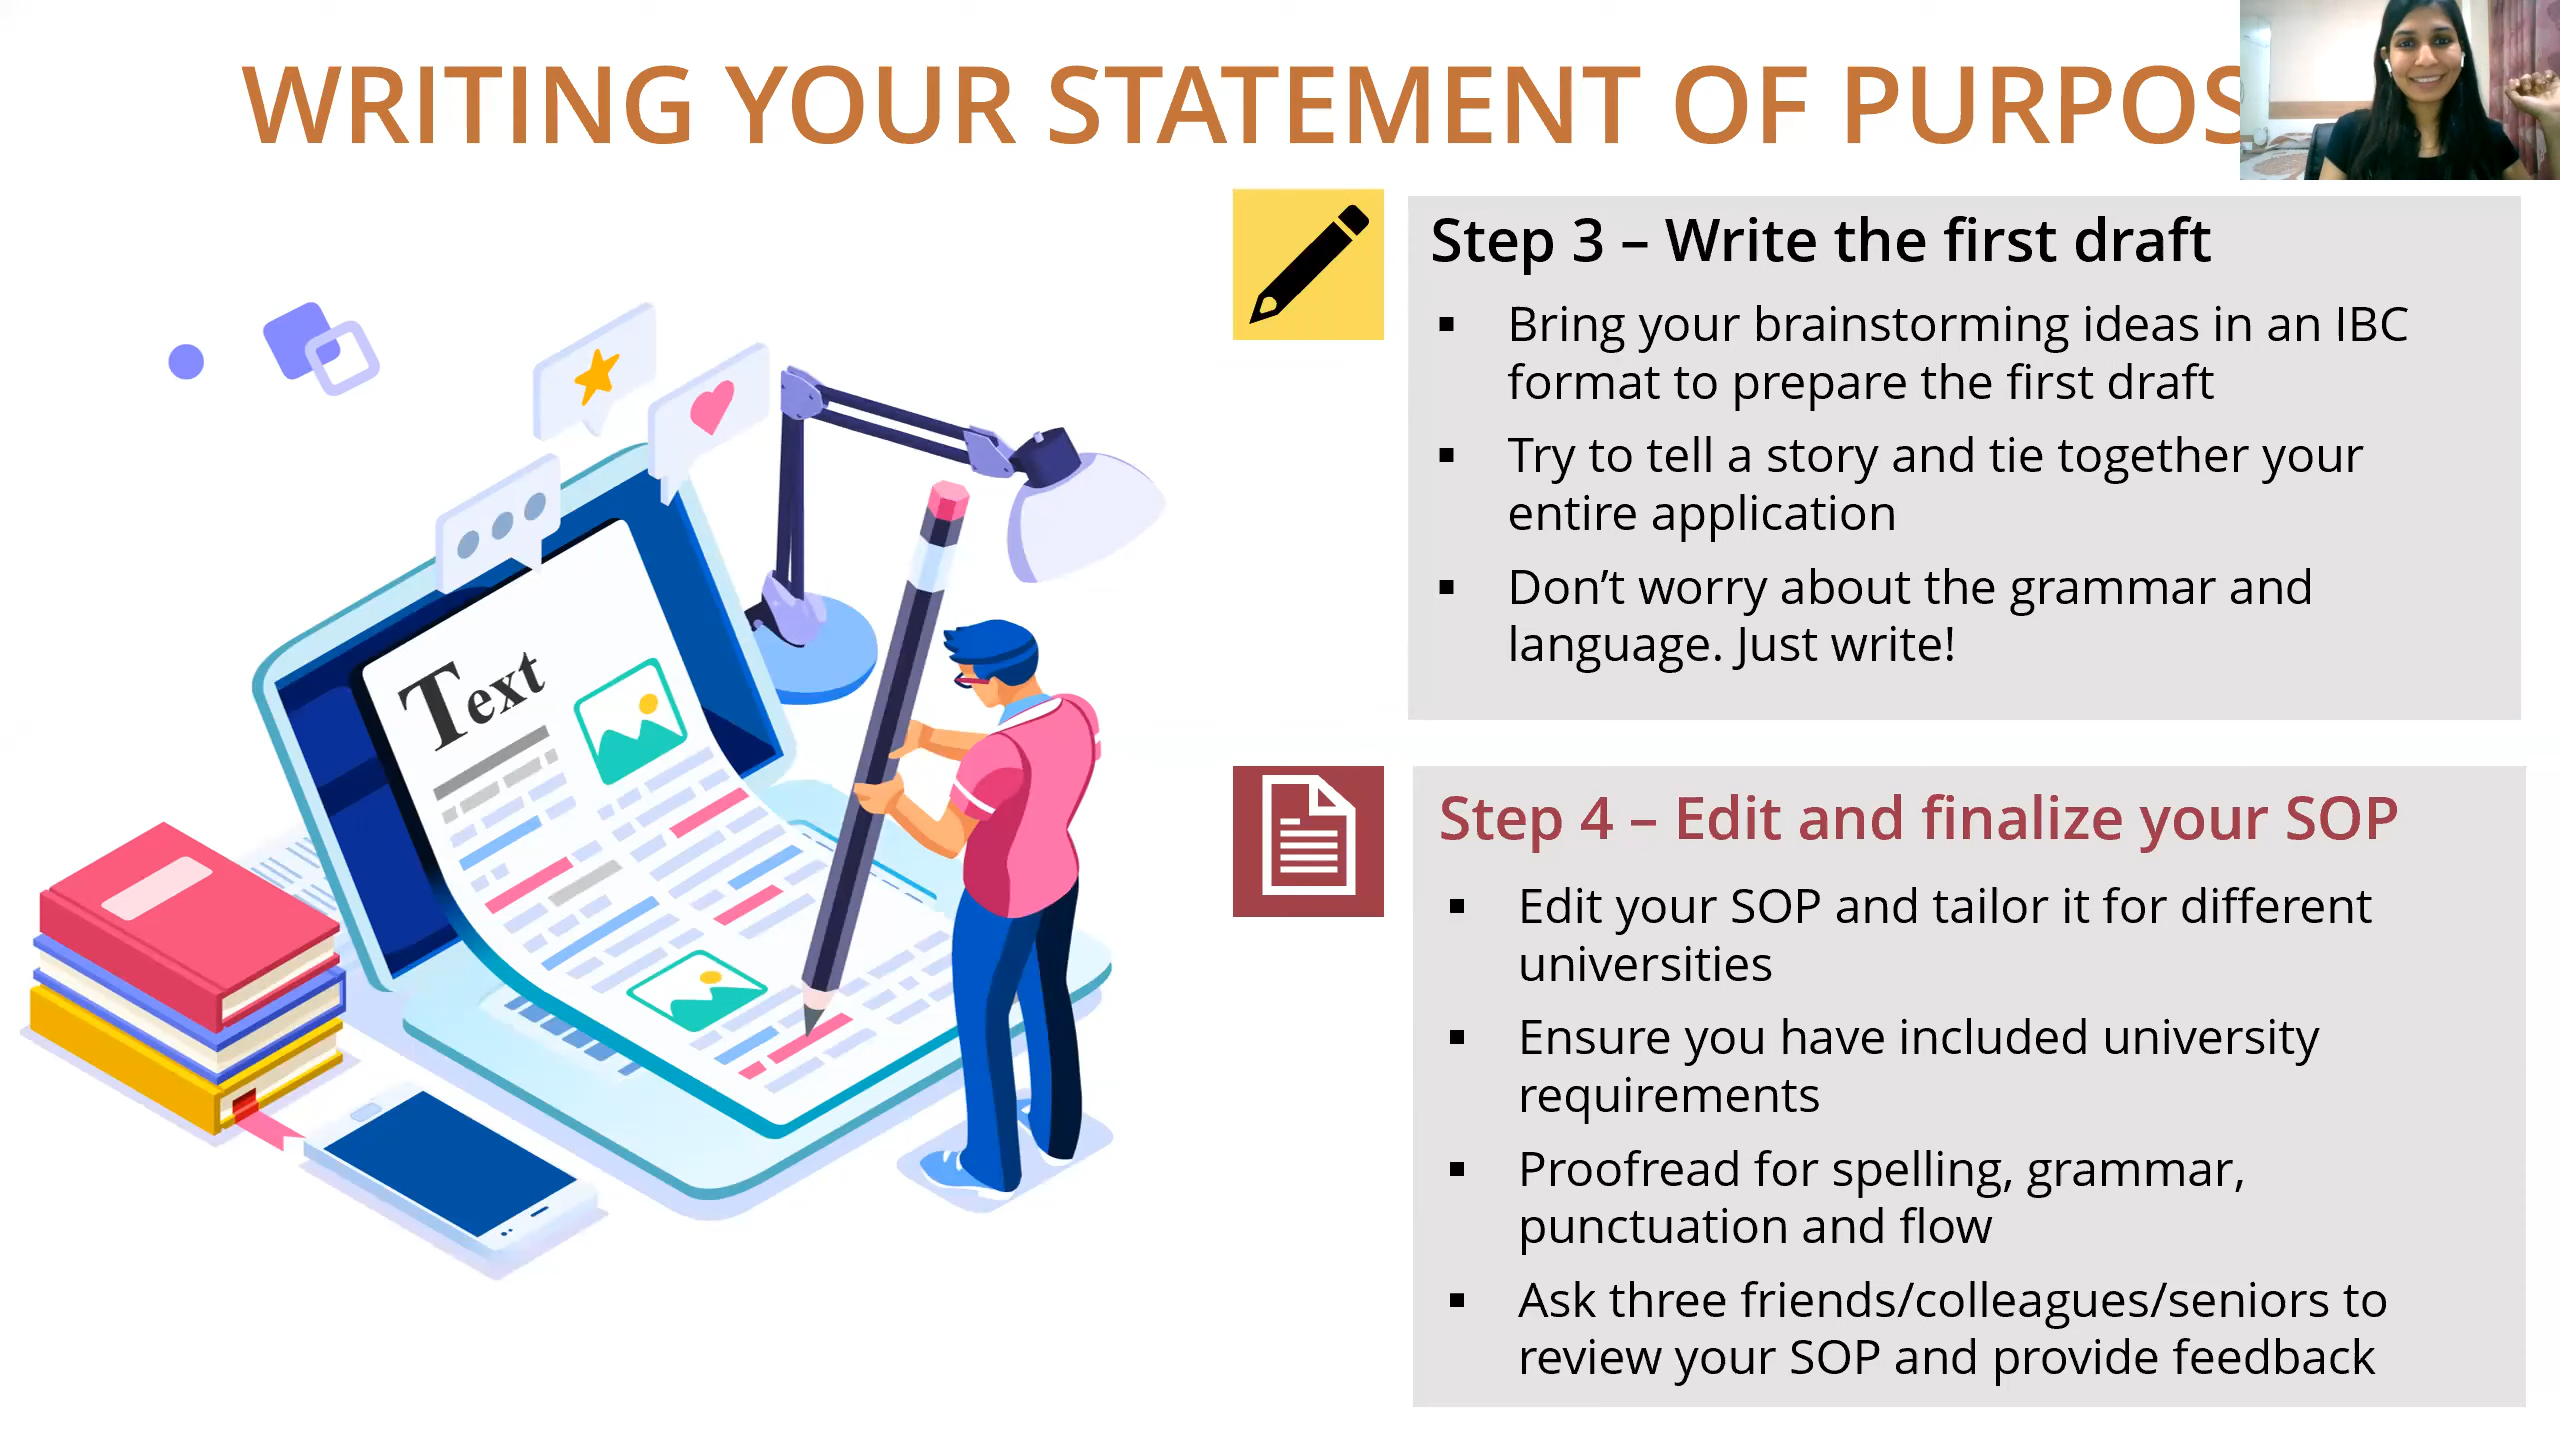 WRITING YOUR STATEMENT OF PURPOS
Step 3 – Write the first draft
▪ Bring your brainstorming ideas in an IBC
format to prepare the first draft
▪ Try to tell a story and tie together your
entire application
▪ Don’t worry about the grammar and
language. Just write!
Text
Step 4 – Edit and finalize your SOP
▪ Edit your SOP and tailor it for different
universities
▪ Ensure you have included university
requirements
▪ Proofread for spelling, grammar,
punctuation and flow
▪ Ask three friends/colleagues/seniors to
review your SOP and provide feedback